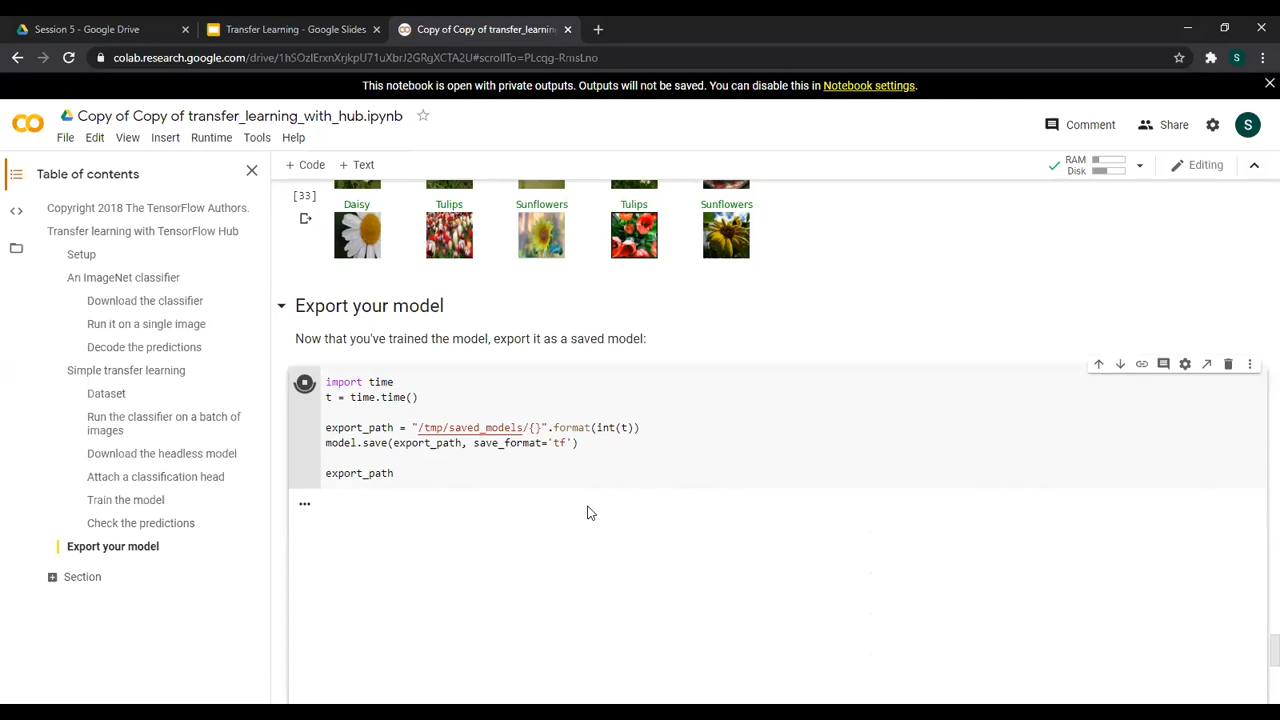 Session 5 - Google Drive
Transfer Learning - Google Slides
Copy of Copy of transfer_learning
colab.research.google.com/drive/1hSOzIErxnXrjkpU71uXbrJ2GRgXCTA2U#scrollTo=PLcqg-RmsLno
S
This notebook is open with private outputs. Outputs will not be saved. You can disable this in Notebook settings.
CO
Copy of Copy of transfer_learning_with_hub.ipynb
Comment
Share
S
File Edit View Insert Runtime Tools Help
Table of contents
+ Code + Text
RAM
Disk
Editing
Copyright 2018 The TensorFlow Authors.
Transfer learning with TensorFlow Hub
Setup
An ImageNet classifier
Download the classifier
Run it on a single image
Decode the predictions
Simple transfer learning
Dataset
Run the classifier on a batch of
images
Download the headless model
Attach a classification head
Train the model
Check the predictions
Export your model
Section
[33]
Daisy Tulips Sunflowers Tulips Sunflowers
Export your model
Now that you've trained the model, export it as a saved model:
import time
t = time.time()
export_path = "/tmp/saved_models/{}".format(int(t))
model.save(export_path, save_format='tf')
export_path